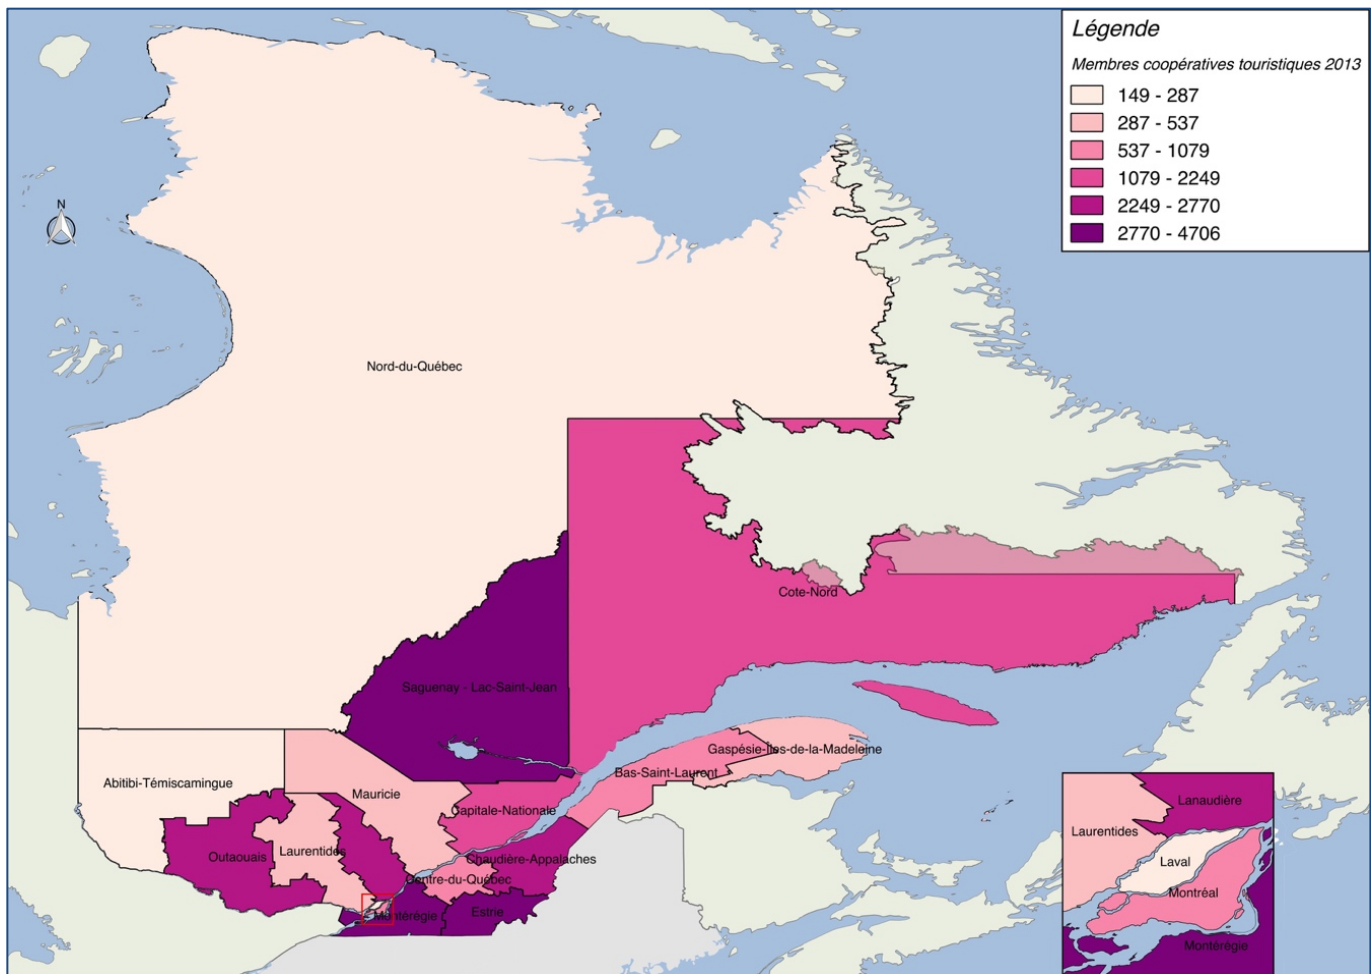 Légende
Membres coopératives touristiques 2013
149 - 287
287 - 537
537 - 1079
1079 - 2249
2249 - 2770
2770 - 4706
N
Nord-du-Québec
Cote-Nord
Saguenay - Lac-Saint-Jean
Gaspésie-Iles-de-la-Madeleine
Bas-Saint-Laurent
Abitibi-Témiscamingue
Mauricie
Capitale-Nationale
Outaouais
Laurentides
Chaudière-Appalaches
Centre-du-Québec
Estrie
Montérégie
Lanaudière
Laurentides
Laval
Montréal
Montérégie